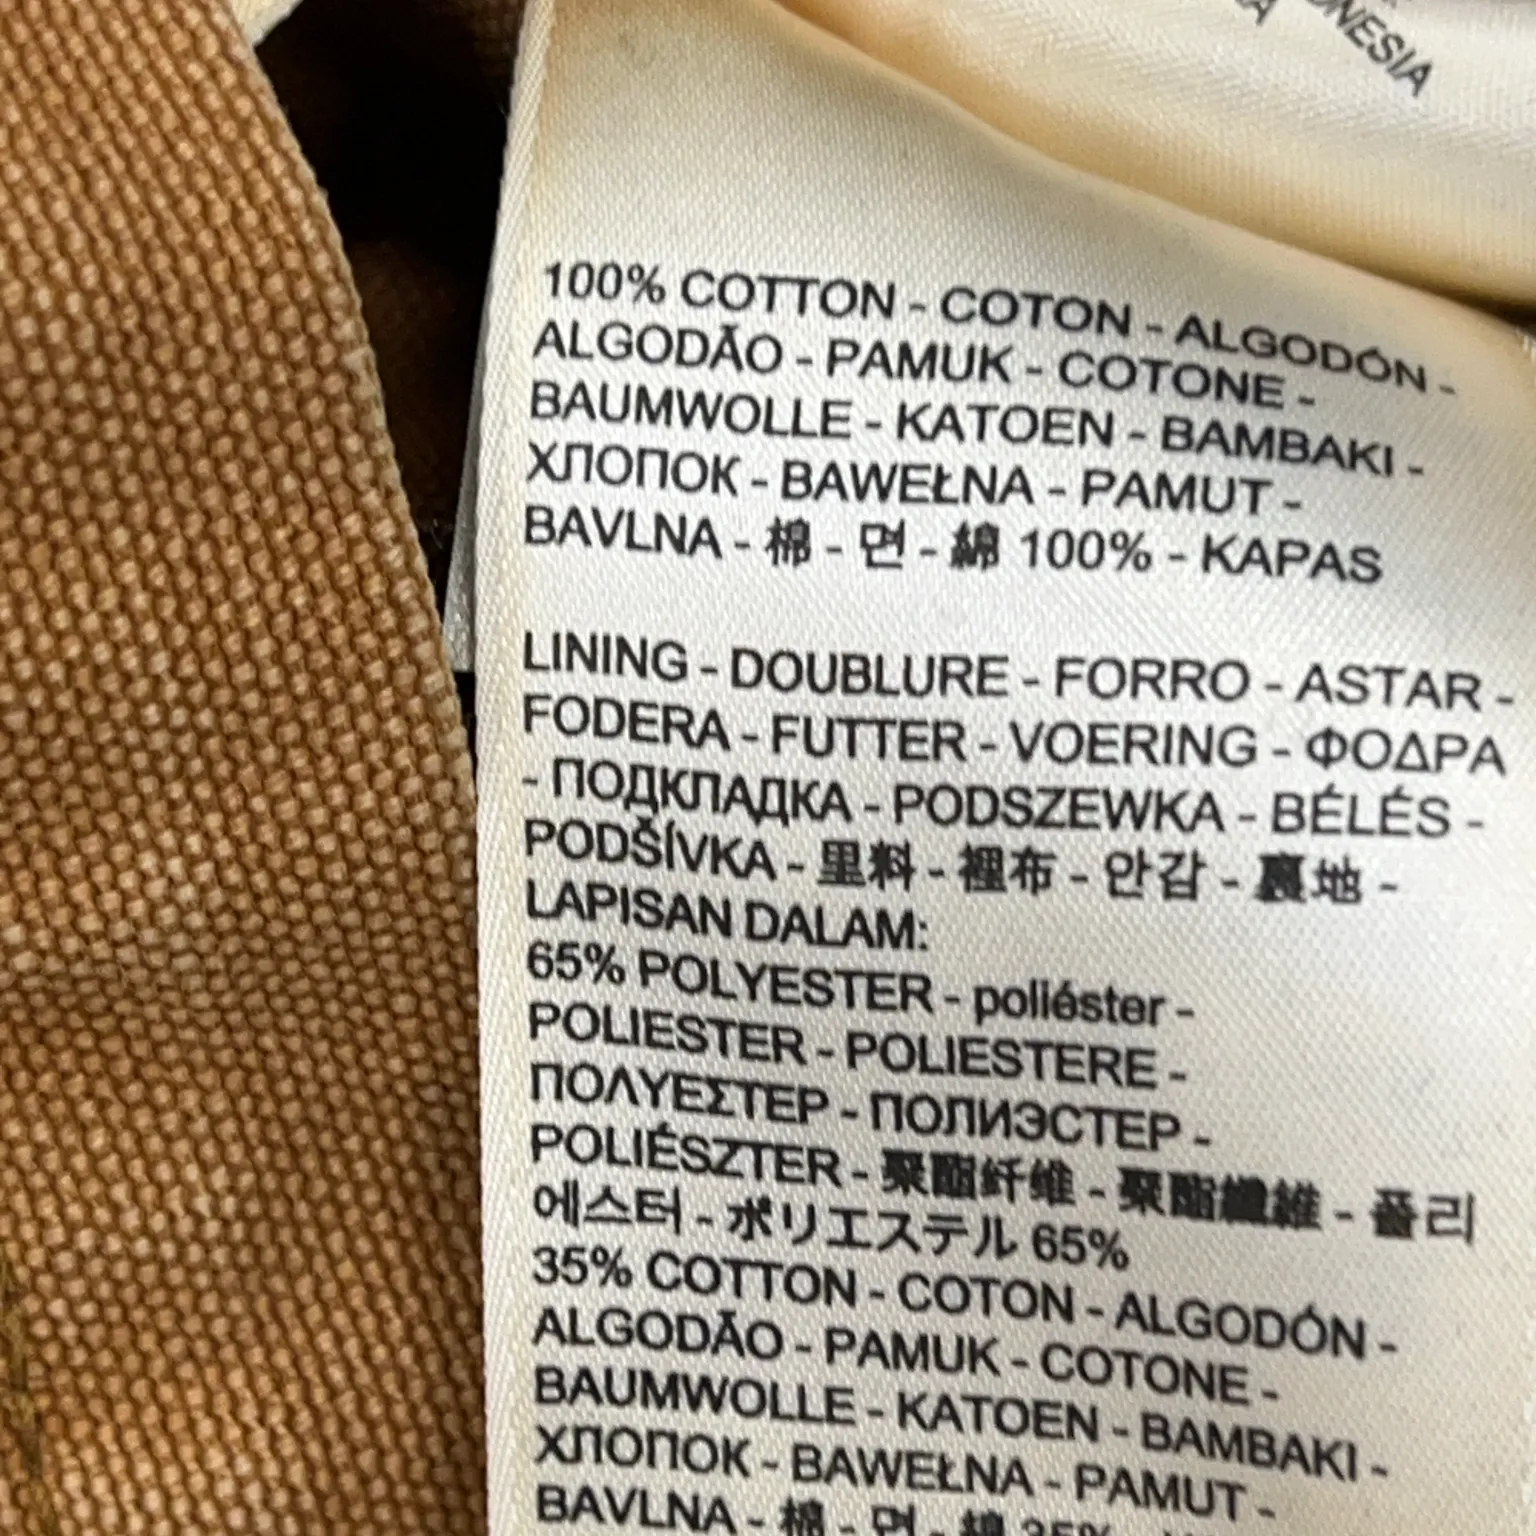 100% COTTON - COTON - ALGODÓN -
ALGODÃO - PAMUK - COTONE -
BAUMWOLLE - KATOEN - BAMBAKI -
ХЛОПОК - BAWEŁNA - PAMUT -
BAVLNA - 棉 - 면 - 綿 100% - KAPAS
LINING - DOUBLURE - FORRO - ASTAR -
FODERA - FUTTER - VOERING - ΦΟΔΡΑ
- ПОДКЛАДКА - PODSZEWKA - BÉLÉS -
PODŠÍVKA - 里料 - 裡布 - 안감 - 裏地 -
LAPISAN DALAM:
65% POLYESTER - poliéster -
POLIESTER - POLIESTERE -
ΠΟΛΥΕΣΤΕΡ - ПОЛИЭСТЕР -
POLIÉSZTER - 聚酯纤维 - 聚酯纖維 - 폴리
에스터 - ポリエステル 65%
35% COTTON - COTON - ALGODÓN -
ALGODÃO - PAMUK - COTONE -
BAUMWOLLE - KATOEN - BAMBAKI -
ХЛОПОК - BAWEŁNA - PAMUT -
BAVLNA - 棉 - 면 - 綿 35% -